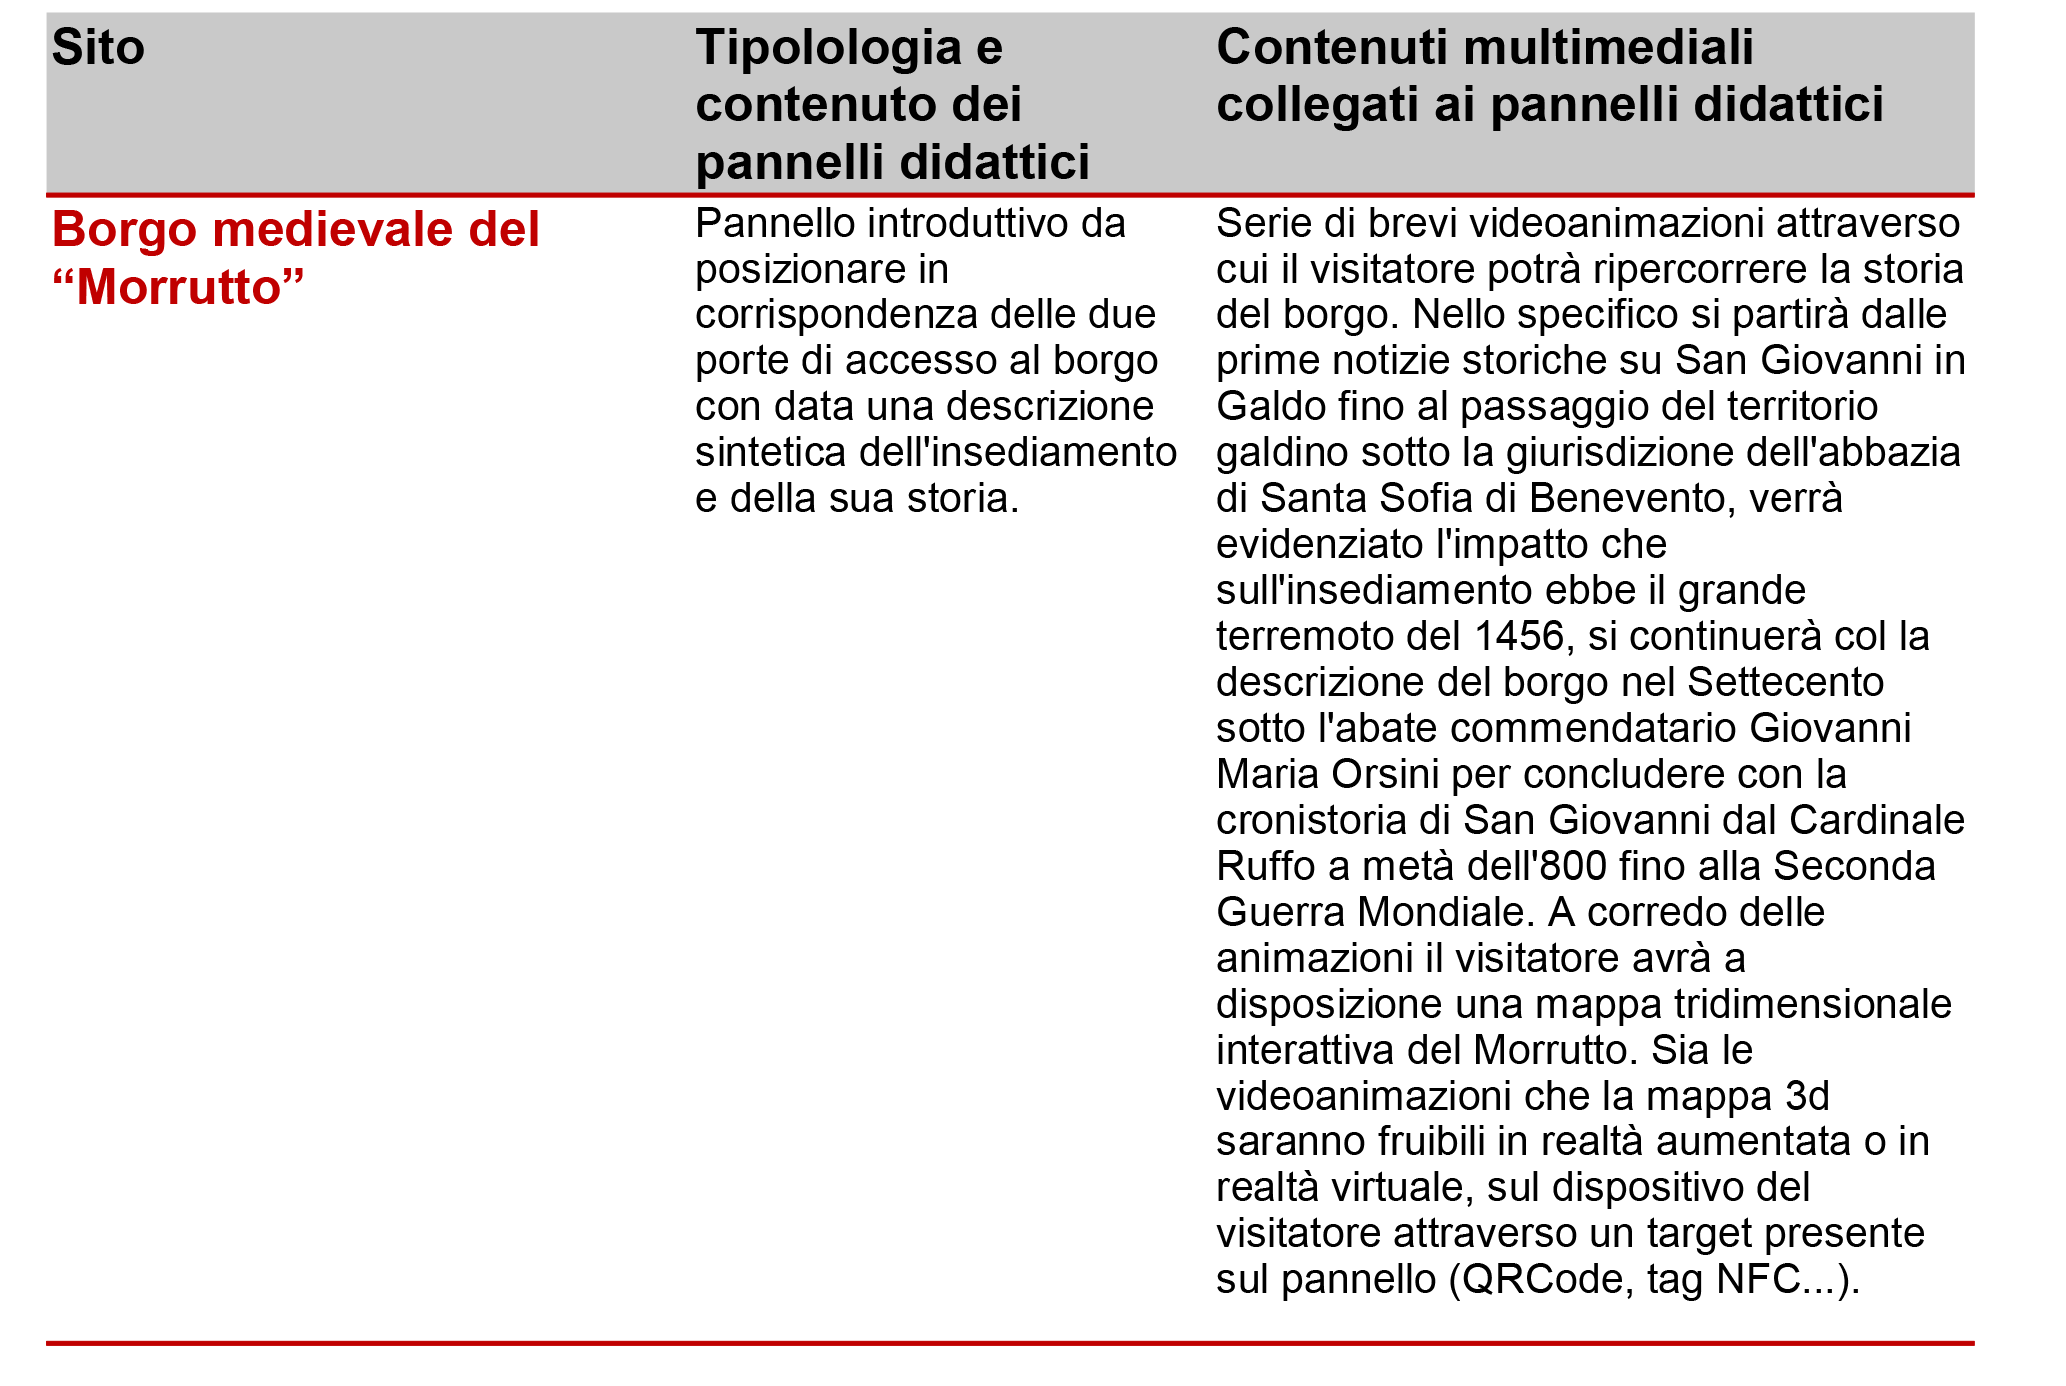 Sito
Tipolologia e
contenuto dei
pannelli didattici
Contenuti multimediali
collegati ai pannelli didattici
Borgo medievale del
“Morrutto”
Pannello introduttivo da
posizionare in
corrispondenza delle due
porte di accesso al borgo
con data una descrizione
sintetica dell'insediamento
e della sua storia.
Serie di brevi videoanimazioni attraverso
cui il visitatore potrà ripercorrere la storia
del borgo. Nello specifico si partirà dalle
prime notizie storiche su San Giovanni in
Galdo fino al passaggio del territorio
galdino sotto la giurisdizione dell'abbazia
di Santa Sofia di Benevento, verrà
evidenziato l'impatto che
sull'insediamento ebbe il grande
terremoto del 1456, si continuerà col la
descrizione del borgo nel Settecento
sotto l'abate commendatario Giovanni
Maria Orsini per concludere con la
cronistoria di San Giovanni dal Cardinale
Ruffo a metà dell'800 fino alla Seconda
Guerra Mondiale. A corredo delle
animazioni il visitatore avrà a
disposizione una mappa tridimensionale
interattiva del Morrutto. Sia le
videoanimazioni che la mappa 3d
saranno fruibili in realtà aumentata o in
realtà virtuale, sul dispositivo del
visitatore attraverso un target presente
sul pannello (QRCode, tag NFC...).